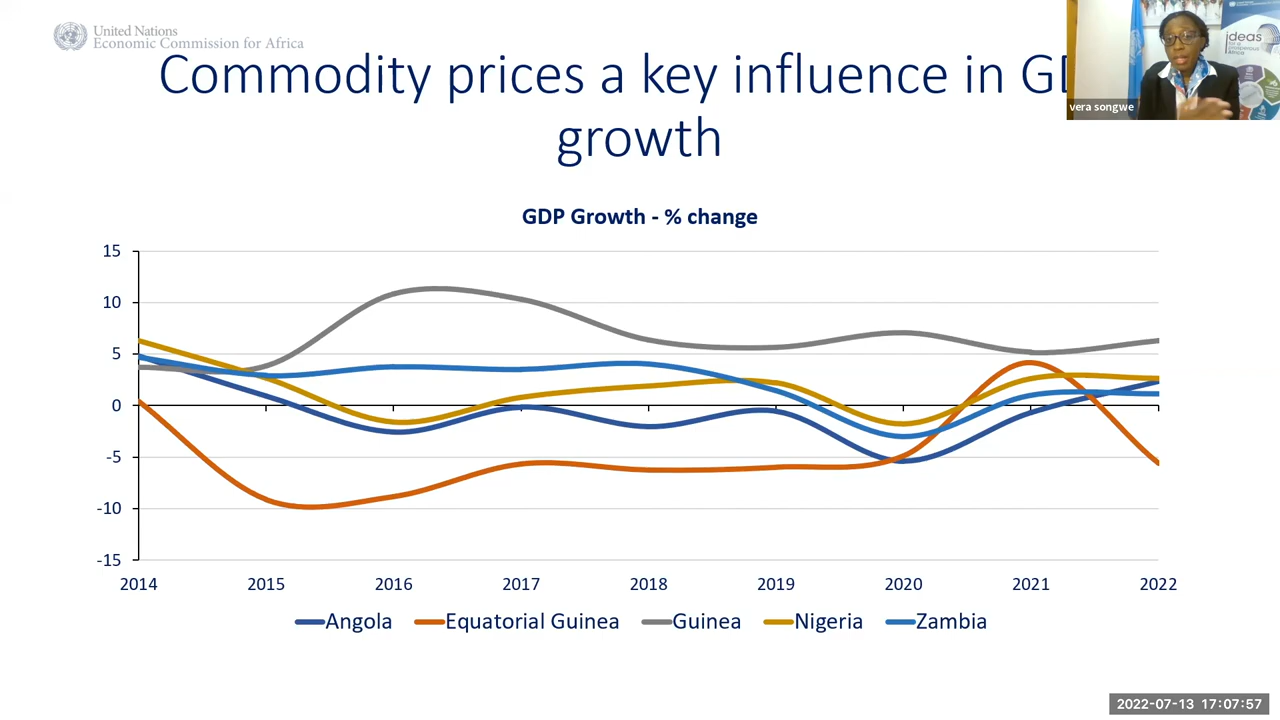 United Nations
Economic Commission for Africa
Commodity prices a key influence in
growth
vera songwe
ideas
GDP Growth - % change
15
10
5
0
-5
-10
-15
2014 2015 2016 2017 2018 2019 2020 2021 2022
Angola Equatorial Guinea Guinea Nigeria Zambia
2022-07-13 17:07:57